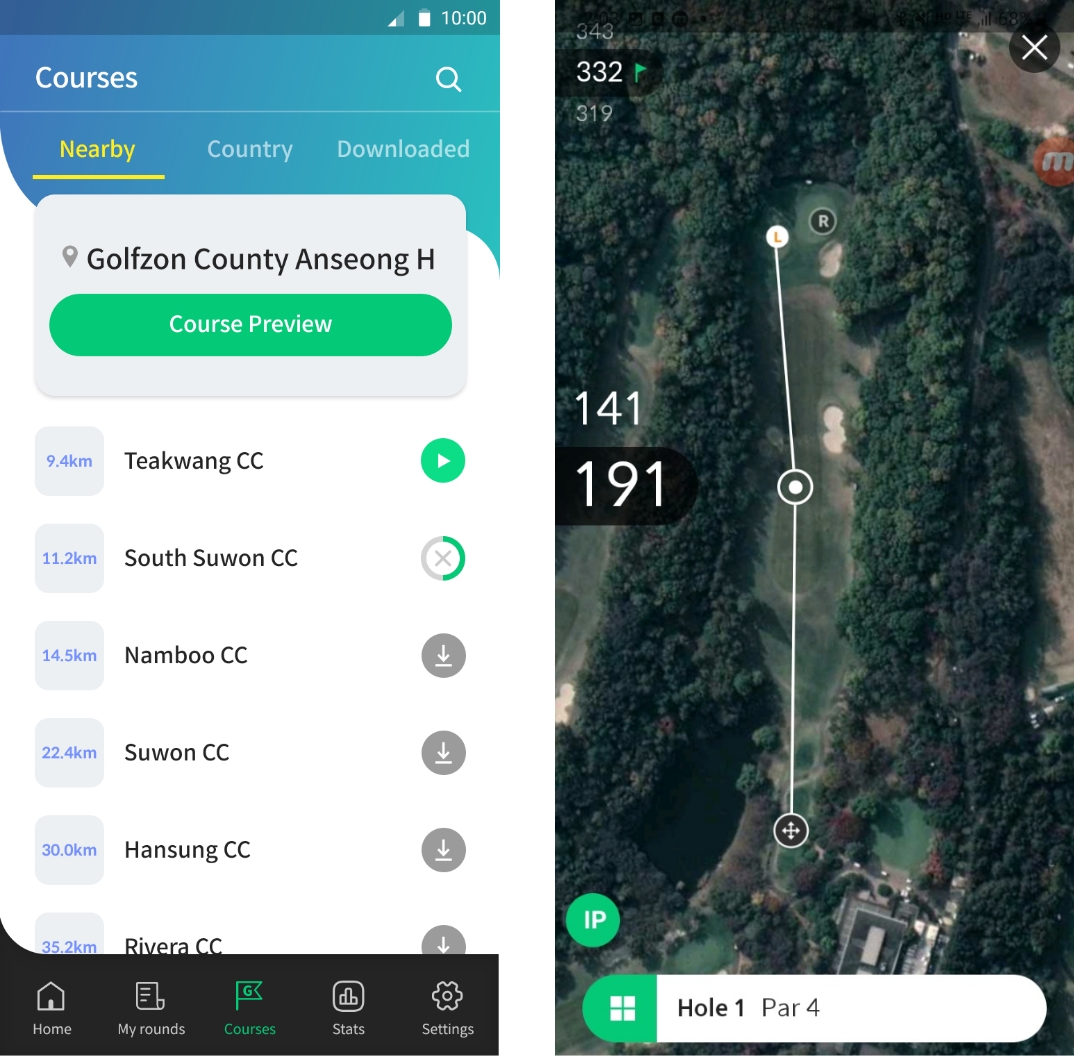 10:00
Courses
Nearby
Country
Downloaded
Golfzon County Anseong H
Course Preview
9.4km
Teakwang CC
11.2km
South Suwon CC
14.5km
Namboo CC
22.4km
Suwon CC
30.0km
Hansung CC
35.2km
Rivera CC
G
Home
My rounds
Courses
Stats
Settings
343
332
319
R
L
141
191
IP
Hole 1 Par 4